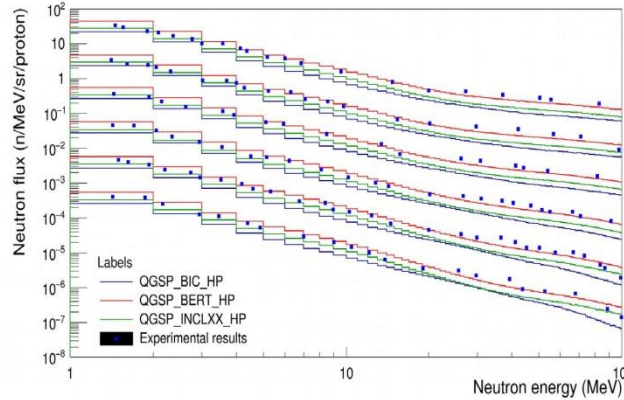 Neutron flux (n/MeV/sr/proton)
10²
10
1
10⁻¹
10⁻²
10⁻³
10⁻⁴
10⁻⁵
10⁻⁶
10⁻⁷
10⁻⁸
Labels
QGSP_BIC_HP
QGSP_BERT_HP
QGSP_INCLXX_HP
Experimental results
1 10 10²
Neutron energy (MeV)